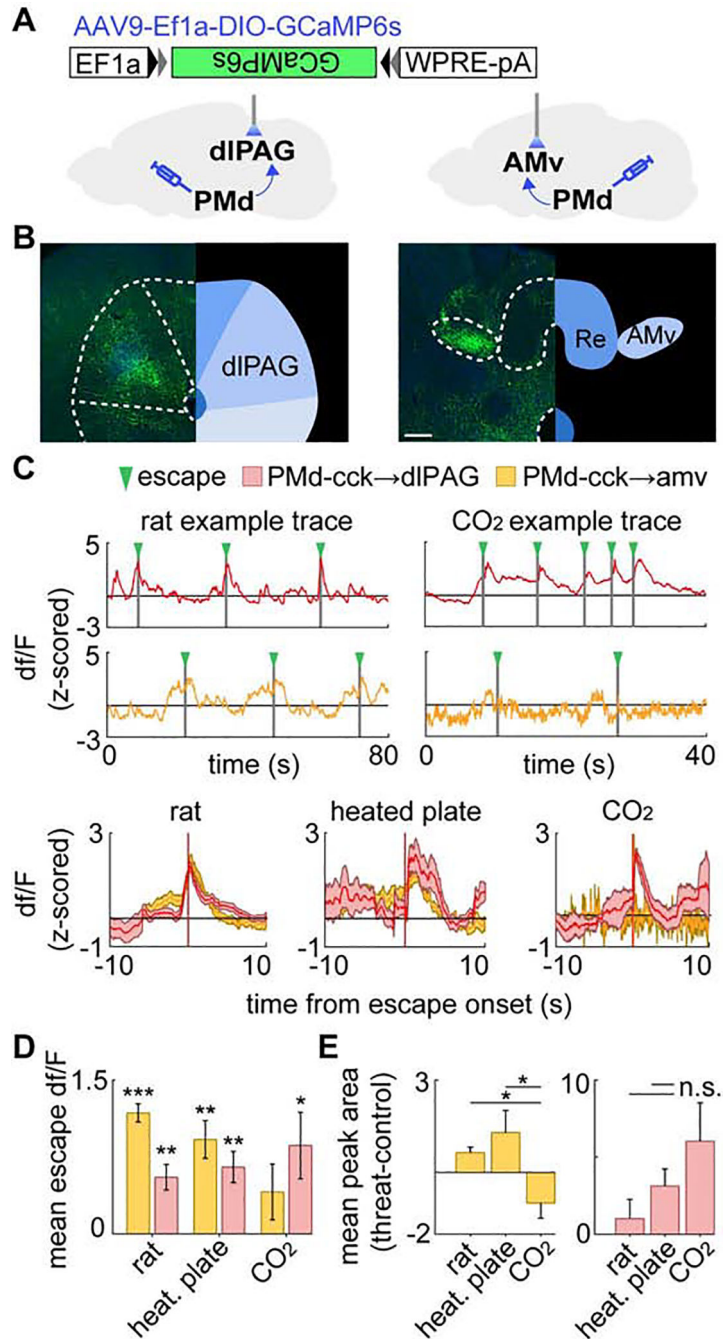 A
AAV9-Ef1a-DIO-GCaMP6s
EF1a GCaMP6s WPRE-pA
dlPAG
PMd
AMv
PMd
B
dlPAG
Re AMv
C
escape PMd-cck→dlPAG PMd-cck→amv
rat example trace
CO2 example trace
df/F
(z-scored)
5
-3
5
-3
0 80
time (s)
0 40
time (s)
rat
heated plate
CO2
df/F
(z-scored)
3
-1
-10 10
3
-1
-10 10
3
-1
-10 10
time from escape onset (s)
D
mean escape df/F
1.5
0
*** ** ** ** *
rat
heat. plate
CO2
E
mean peak area
(threat-control)
3
-2
* *
rat
heat. plate
CO2
10
0
n.s.
rat
heat. plate
CO2